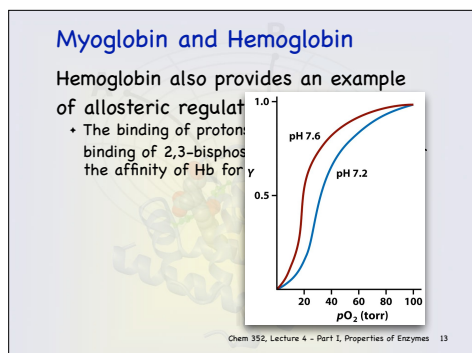 Myoglobin and Hemoglobin
Hemoglobin also provides an example
of allosteric regulat
✦ The binding of protons
binding of 2,3-bisphos
the affinity of Hb for
1.0
pH 7.6
pH 7.2
Y
0.5
20 40 60 80 100
pO₂ (torr)
Chem 352, Lecture 4 - Part I, Properties of Enzymes 13